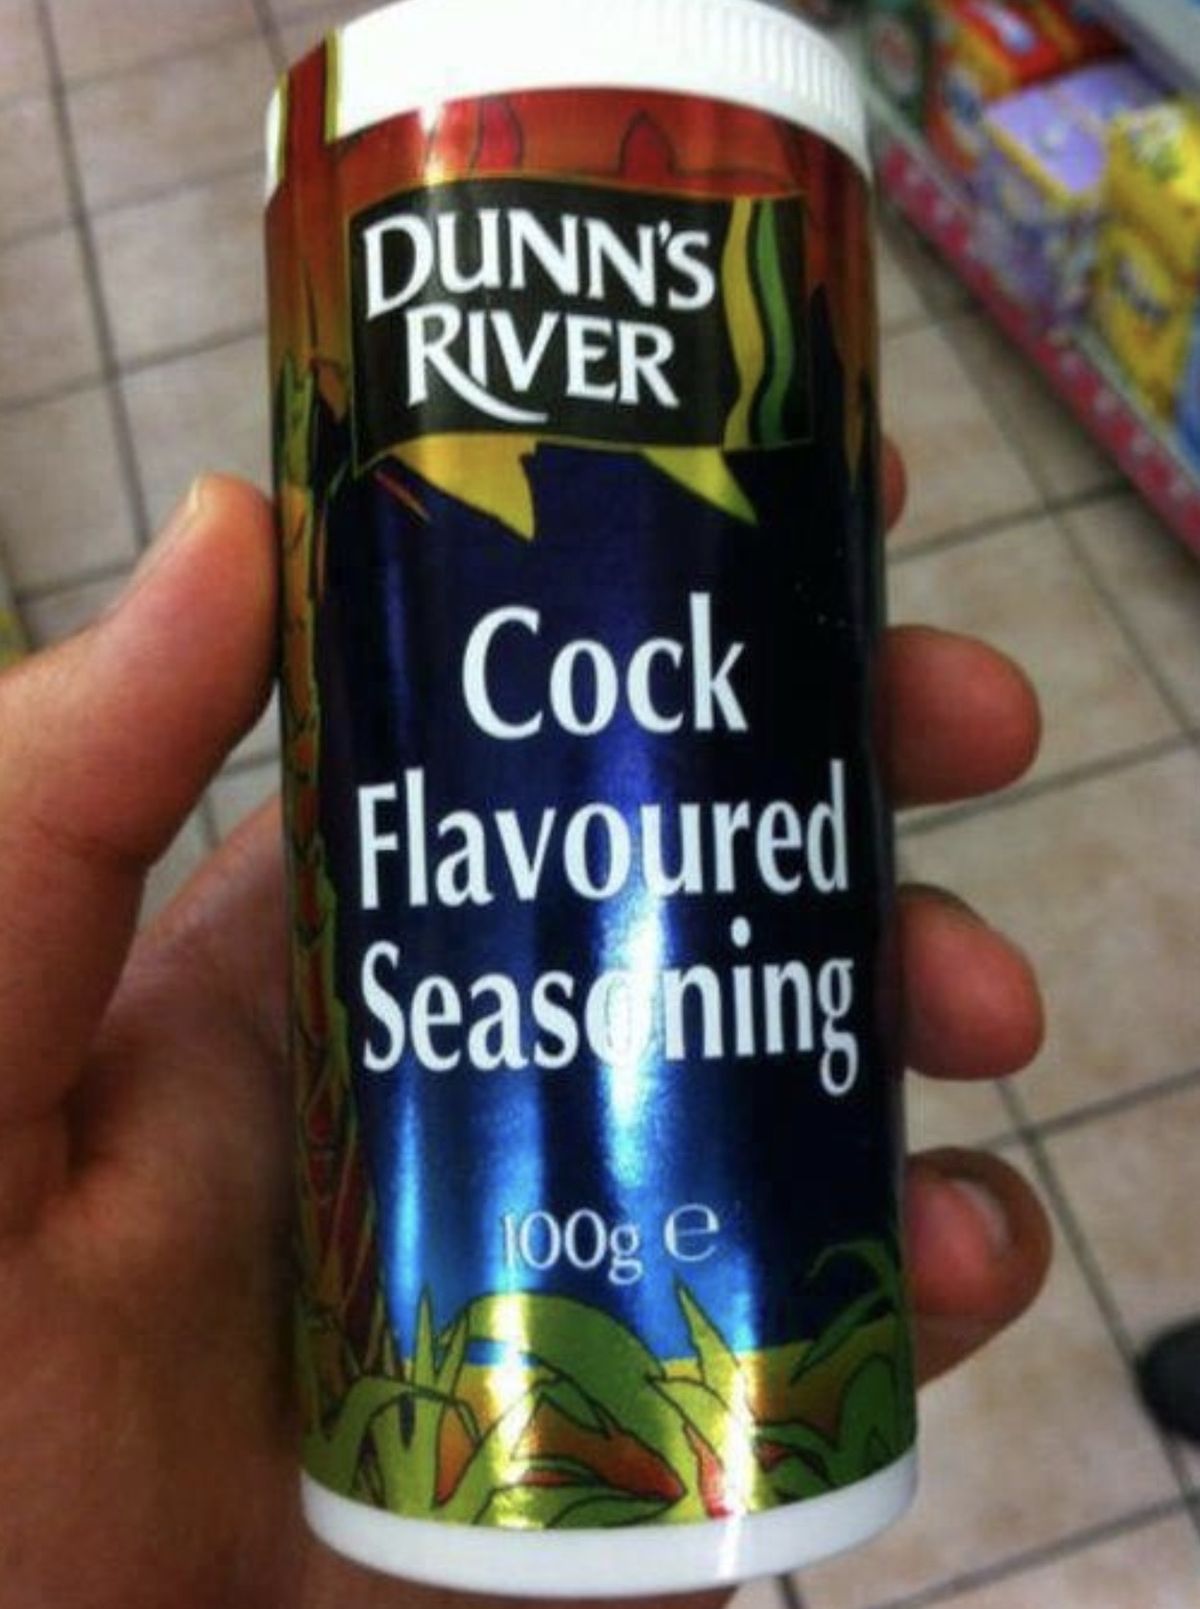 DUNN'S
RIVER
Cock
Flavoured
Seasoning
100g ℮